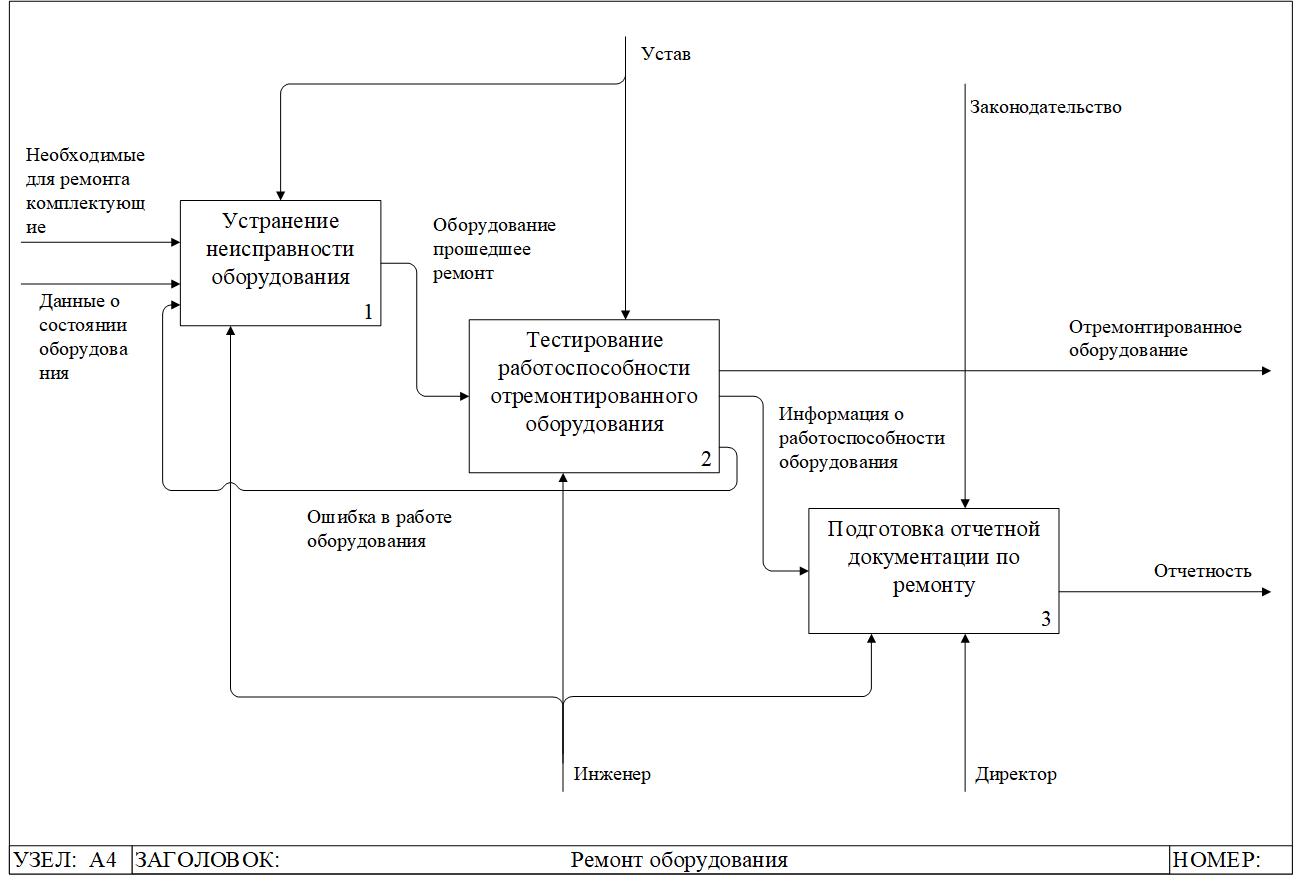 Устав
Законодательство
Необходимые
для ремонта
комплектующ
ие
Устранение
неисправности
оборудования
1
Оборудование
прошедшее
ремонт
Данные о
состоянии
оборудова
ния
Тестирование
работоспособности
отремонтированного
оборудования
2
Отремонтированное
оборудование
Информация о
работоспособности
оборудования
Ошибка в работе
оборудования
Подготовка отчетной
документации по
ремонту
3
Отчетность
Инженер
Директор
УЗЕЛ: А4
ЗАГОЛОВОК:
Ремонт оборудования
НОМЕР: